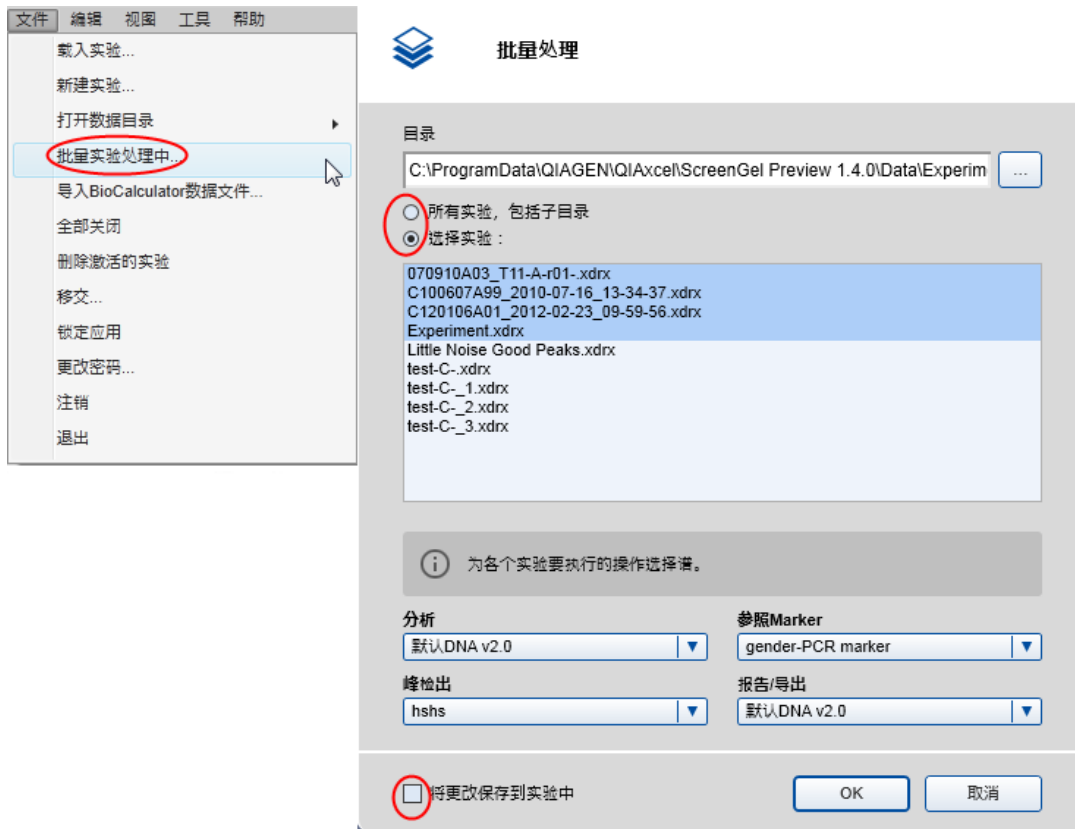 文件 编辑 视图 工具 帮助
载入实验...
新建实验...
打开数据目录
批量实验处理中...
导入BioCalculator数据文件...
全部关闭
删除激活的实验
移交...
锁定应用
更改密码...
注销
退出
批量处理
目录
C:\ProgramData\QIAGEN\QIAxcel\ScreenGel Preview 1.4.0\Data\Experim
...
所有实验，包括子目录
选择实验：
070910A03_T11-A-r01-.xdrx
C100607A99_2010-07-16_13-34-37.xdrx
C120106A01_2012-02-23_09-59-56.xdrx
Experiment.xdrx
Little Noise Good Peaks.xdrx
test-C-.xdrx
test-C-_1.xdrx
test-C-_2.xdrx
test-C-_3.xdrx
为各个实验要执行的操作选择谱。
分析 参照Marker
默认DNA v2.0 gender-PCR marker
峰检出 报告/导出
hshs 默认DNA v2.0
将更改保存到实验中 OK 取消